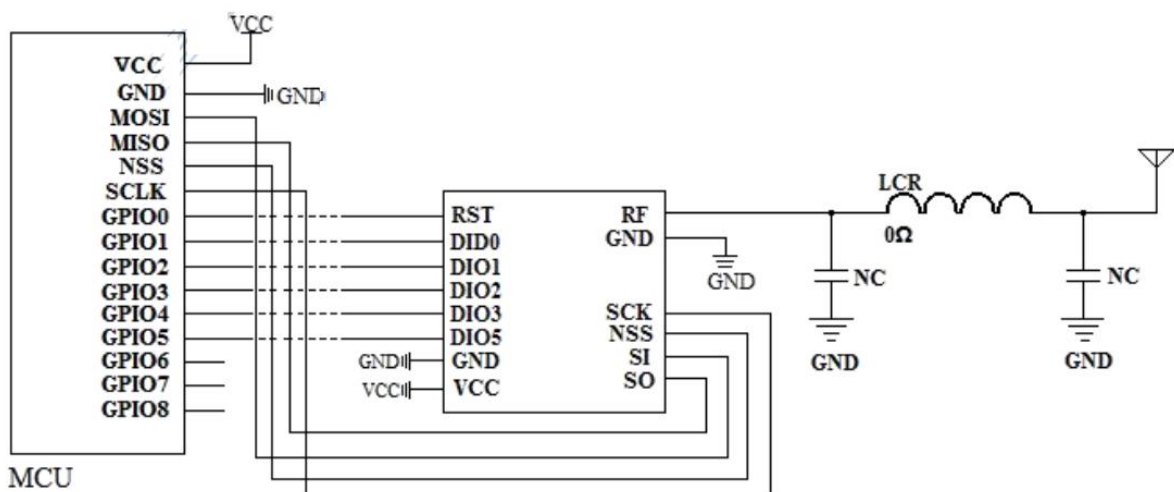 VCC
VCC
GND
GND
MOSI
MISO
NSS
SCLK
GPIO0
GPIO1
GPIO2
GPIO3
GPIO4
GPIO5
GPIO6
GPIO7
GPIO8
MCU
RST
DID0
DIO1
DIO2
DIO3
DIO5
GND
GND
VCC
VCC
RF
GND
GND
SCK
NSS
SI
SO
LCR
0Ω
NC
GND
NC
GND